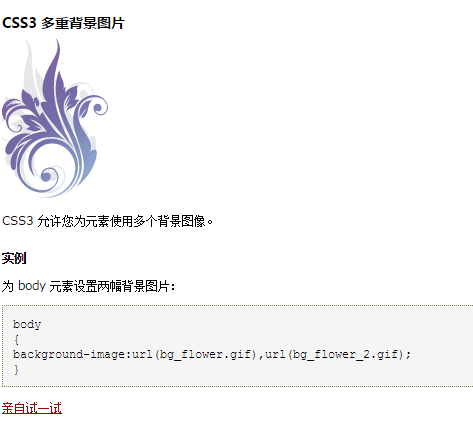 CSS3 多重背景图片
CSS3 允许您为元素使用多个背景图像。
实例
为 body 元素设置两幅背景图片：
body
{
background-image:url(bg_flower.gif),url(bg_flower_2.gif);
}
亲自试一试